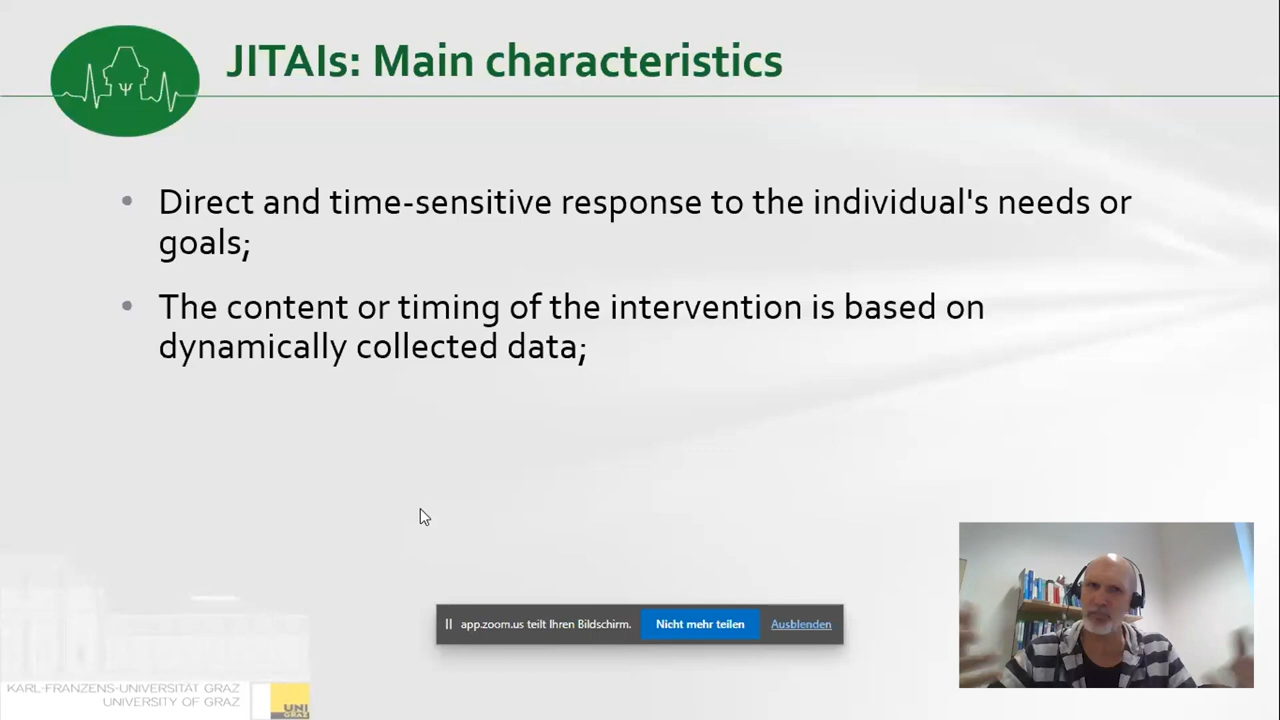 JITAIs: Main characteristics
Direct and time-sensitive response to the individual's needs or
goals;
The content or timing of the intervention is based on
dynamically collected data;
app.zoom.us teilt Ihren Bildschirm.
Nicht mehr teilen
Ausblenden
KARL-FRANZENS-UNIVERSITÄT GRAZ
UNIVERSITY OF GRAZ
UNI
GRAZ